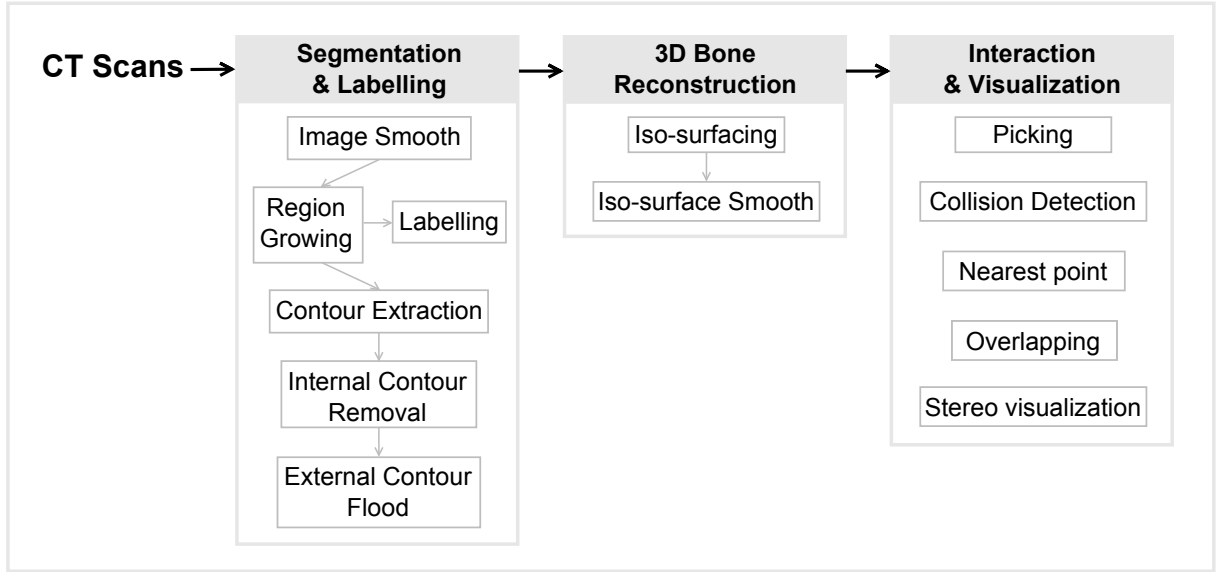 CT Scans
Segmentation
& Labelling
Image Smooth
Region
Growing
Labelling
Contour Extraction
Internal Contour
Removal
External Contour
Flood
3D Bone
Reconstruction
Iso-surfacing
Iso-surface Smooth
Interaction
& Visualization
Picking
Collision Detection
Nearest point
Overlapping
Stereo visualization